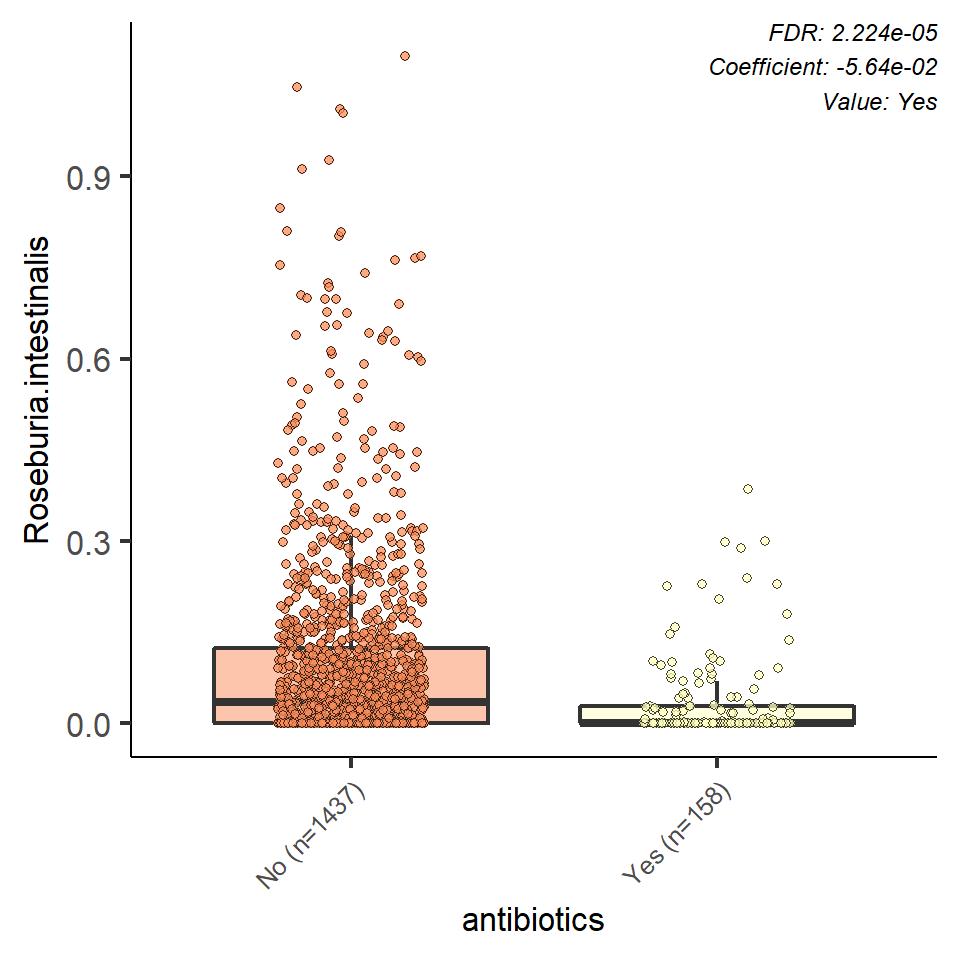 FDR: 2.224e-05
Coefficient: -5.64e-02
Value: Yes
Roseburia.intestinalis
0.9
0.6
0.3
0.0
No (n=1437)
Yes (n=158)
antibiotics